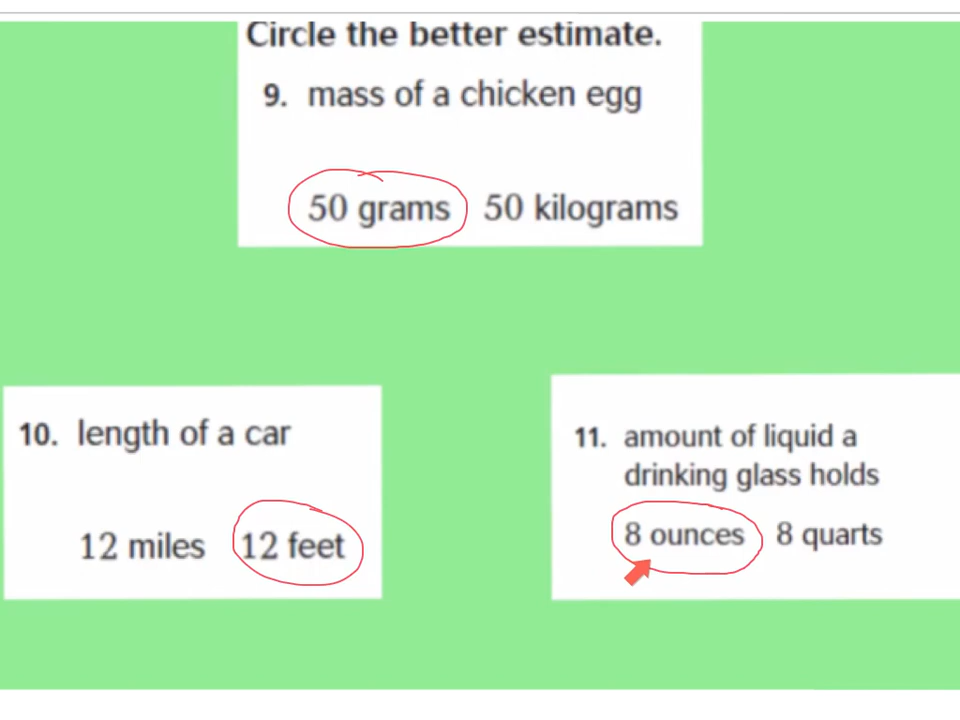 Circle the better estimate.
9. mass of a chicken egg
50 grams 50 kilograms
10. length of a car
12 miles 12 feet
11. amount of liquid a
drinking glass holds
8 ounces 8 quarts